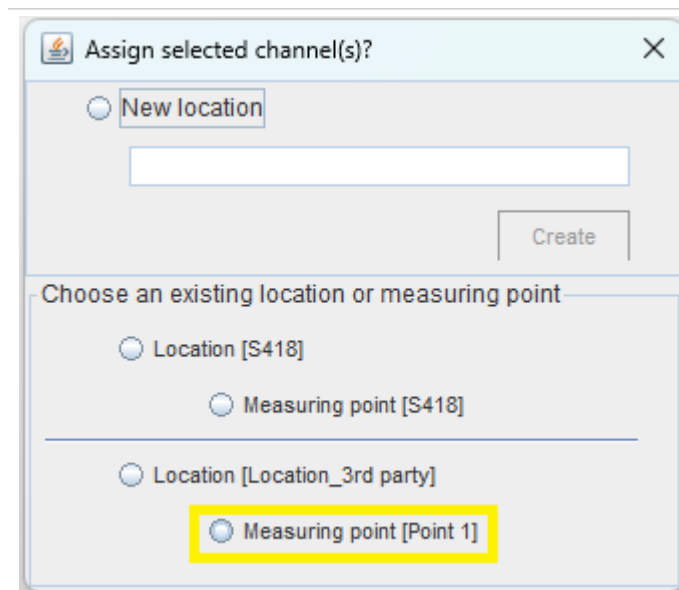 Assign selected channel(s)?
New location
Create
Choose an existing location or measuring point
Location [S418]
Measuring point [S418]
Location [Location_3rd party]
Measuring point [Point 1]